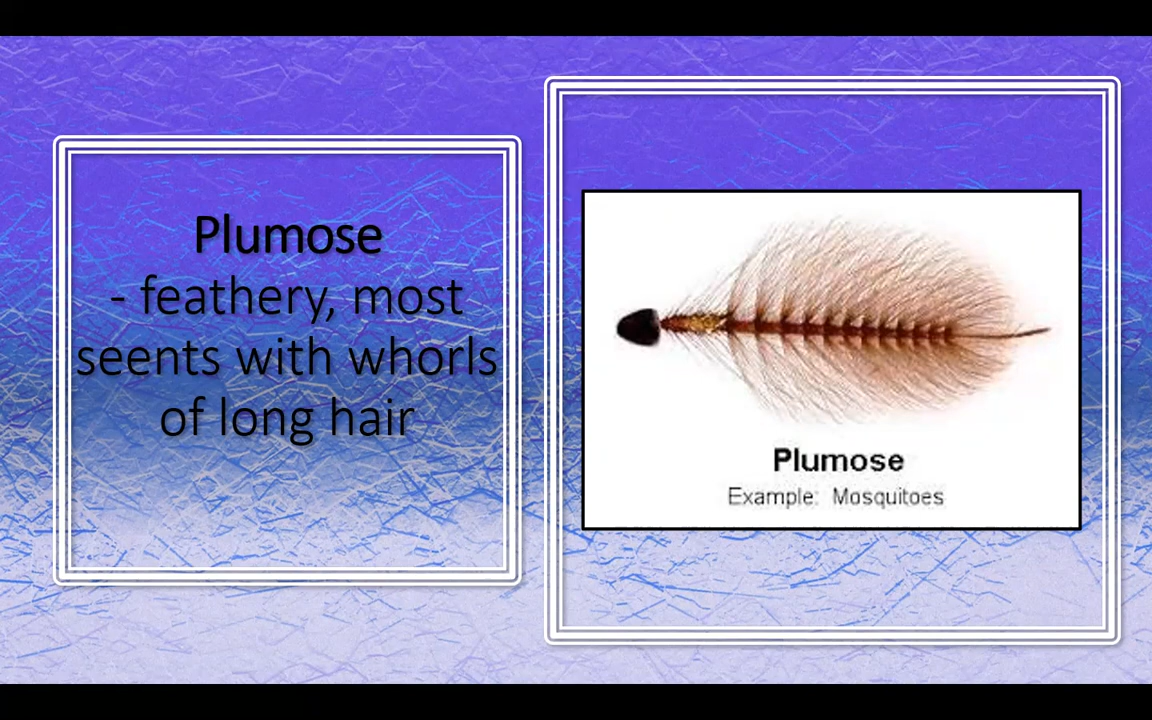 Plumose
- feathery, most
seents with whorls
of long hair
Plumose
Example: Mosquitoes